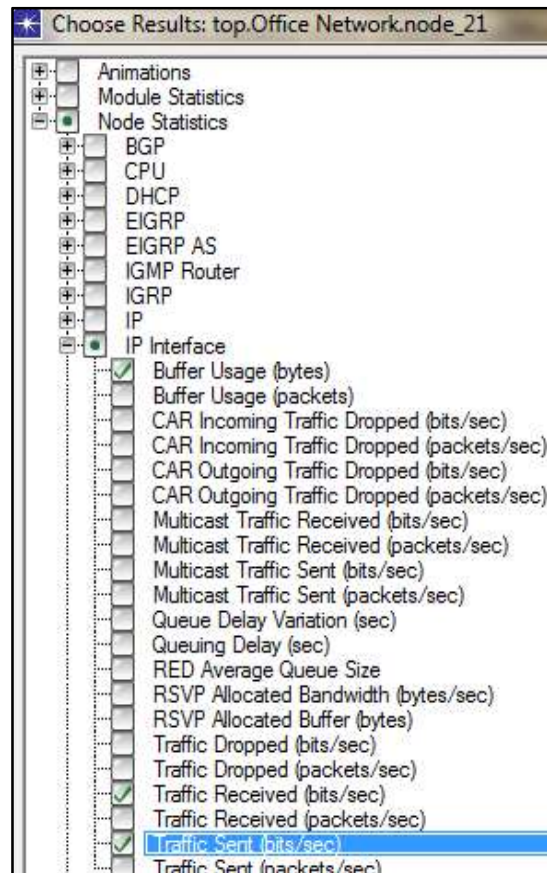 Choose Results: top.Office Network.node_21
Animations
Module Statistics
Node Statistics
BGP
CPU
DHCP
EIGRP
EIGRP AS
IGMP Router
IGRP
IP
IP Interface
Buffer Usage (bytes)
Buffer Usage (packets)
CAR Incoming Traffic Dropped (bits/sec)
CAR Incoming Traffic Dropped (packets/sec)
CAR Outgoing Traffic Dropped (bits/sec)
CAR Outgoing Traffic Dropped (packets/sec)
Multicast Traffic Received (bits/sec)
Multicast Traffic Received (packets/sec)
Multicast Traffic Sent (bits/sec)
Multicast Traffic Sent (packets/sec)
Queue Delay Variation (sec)
Queuing Delay (sec)
RED Average Queue Size
RSVP Allocated Bandwidth (bytes/sec)
RSVP Allocated Buffer (bytes)
Traffic Dropped (bits/sec)
Traffic Dropped (packets/sec)
Traffic Received (bits/sec)
Traffic Received (packets/sec)
Traffic Sent (bits/sec)
Traffic Sent (packets/sec)